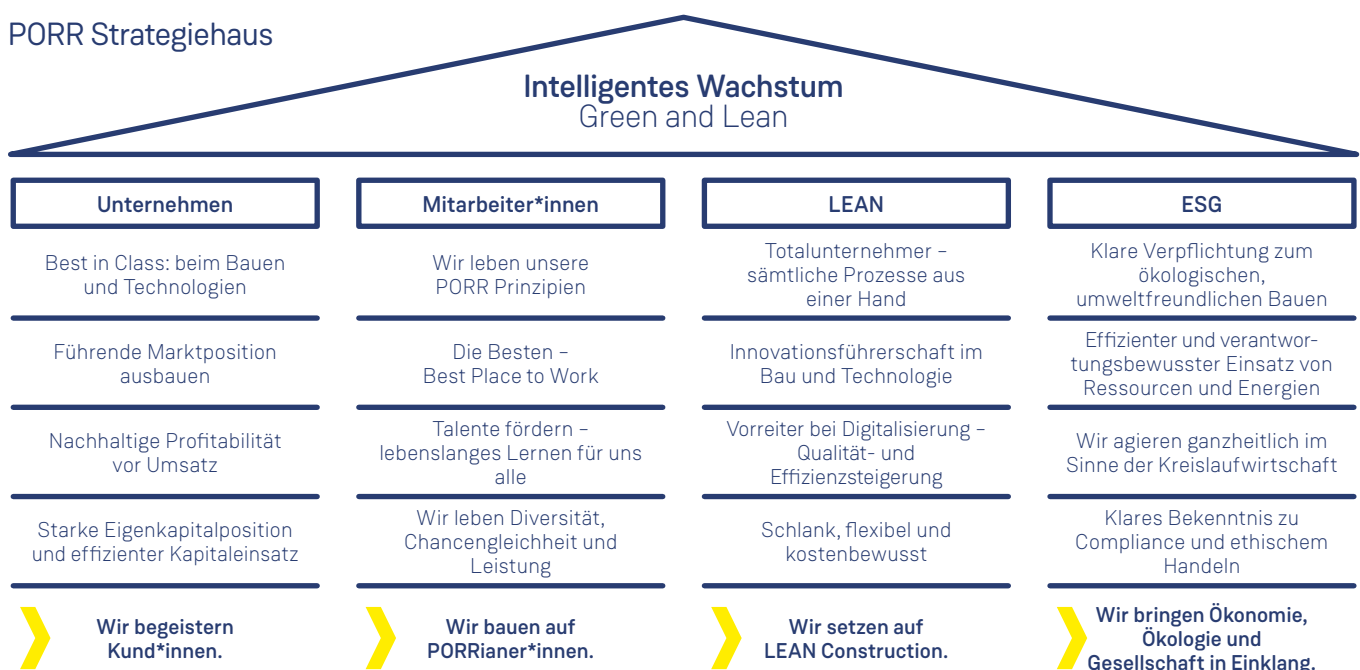 PORR Strategiehaus
Intelligentes Wachstum
Green and Lean
Unternehmen
Best in Class: beim Bauen
und Technologien
Führende Marktposition
ausbauen
Nachhaltige Profitabilität
vor Umsatz
Starke Eigenkapitalposition
und effizienter Kapitaleinsatz
Wir begeistern
Kund*innen.
Mitarbeiter*innen
Wir leben unsere
PORR Prinzipien
Die Besten –
Best Place to Work
Talente fördern –
lebenslanges Lernen für uns
alle
Wir leben Diversität,
Chancengleichheit und
Leistung
Wir bauen auf
PORRianer*innen.
LEAN
Totalunternehmer –
sämtliche Prozesse aus
einer Hand
Innovationsführerschaft im
Bau und Technologie
Vorreiter bei Digitalisierung –
Qualität- und
Effizienzsteigerung
Schlank, flexibel und
kostenbewusst
Wir setzen auf
LEAN Construction.
ESG
Klare Verpflichtung zum
ökologischen,
umweltfreundlichen Bauen
Effizienter und verantwor-
tungsbewusster Einsatz von
Ressourcen und Energien
Wir agieren ganzheitlich im
Sinne der Kreislaufwirtschaft
Klares Bekenntnis zu
Compliance und ethischem
Handeln
Wir bringen Ökonomie,
Ökologie und
Gesellschaft in Einklang.